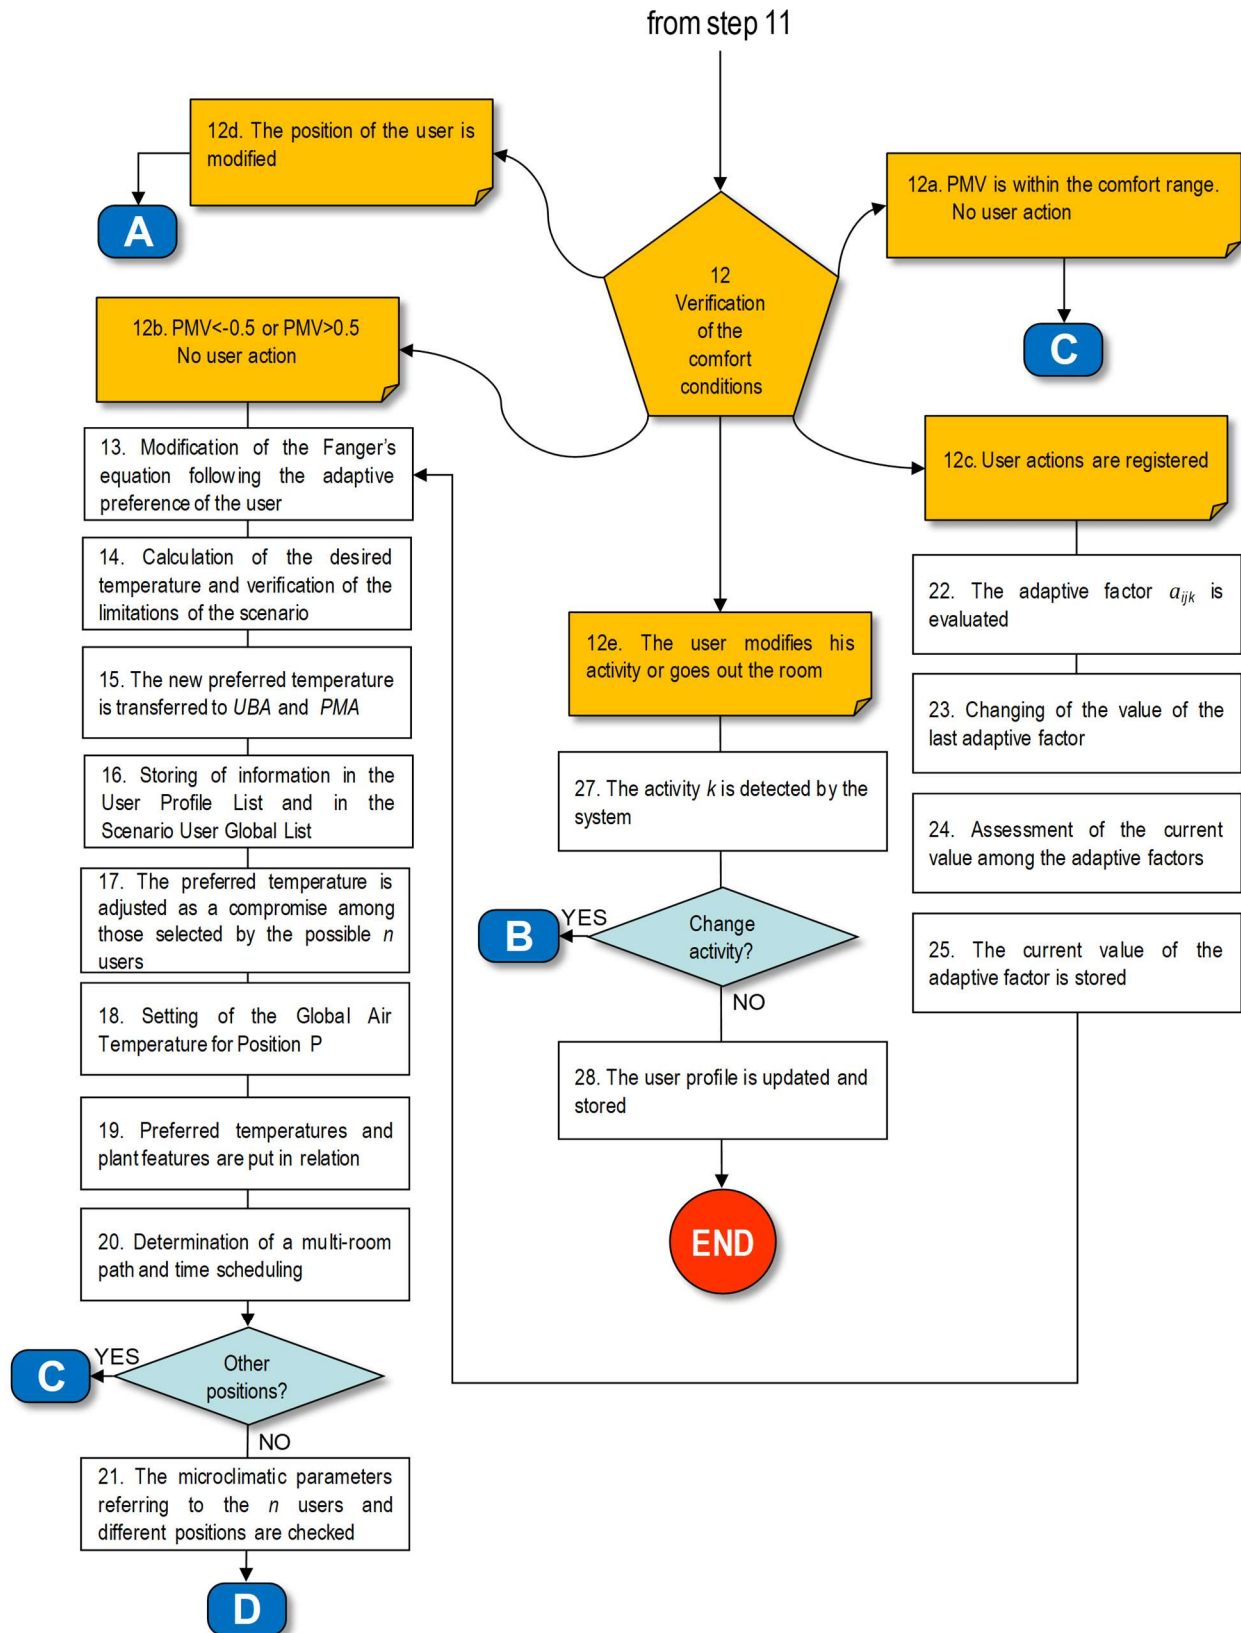 from step 11
12d. The position of the user is
modified
A
12a. PMV is within the comfort range.
No user action
C
12
Verification
of the
comfort
conditions
12b. PMV<-0.5 or PMV>0.5
No user action
13. Modification of the Fanger's
equation following the adaptive
preference of the user
14. Calculation of the desired
temperature and verification of the
limitations of the scenario
15. The new preferred temperature
is transferred to UBA and PMA
16. Storing of information in the
User Profile List and in the
Scenario User Global List
17. The preferred temperature is
adjusted as a compromise among
those selected by the possible n
users
18. Setting of the Global Air
Temperature for Position P
19. Preferred temperatures and
plant features are put in relation
20. Determination of a multi-room
path and time scheduling
Other
positions?
YES
C
NO
21. The microclimatic parameters
referring to the n users and
different positions are checked
D
12e. The user modifies his
activity or goes out the room
27. The activity k is detected by the
system
Change
activity?
YES
B
NO
28. The user profile is updated and
stored
END
12c. User actions are registered
22. The adaptive factor aijk is
evaluated
23. Changing of the value of the
last adaptive factor
24. Assessment of the current
value among the adaptive factors
25. The current value of the
adaptive factor is stored